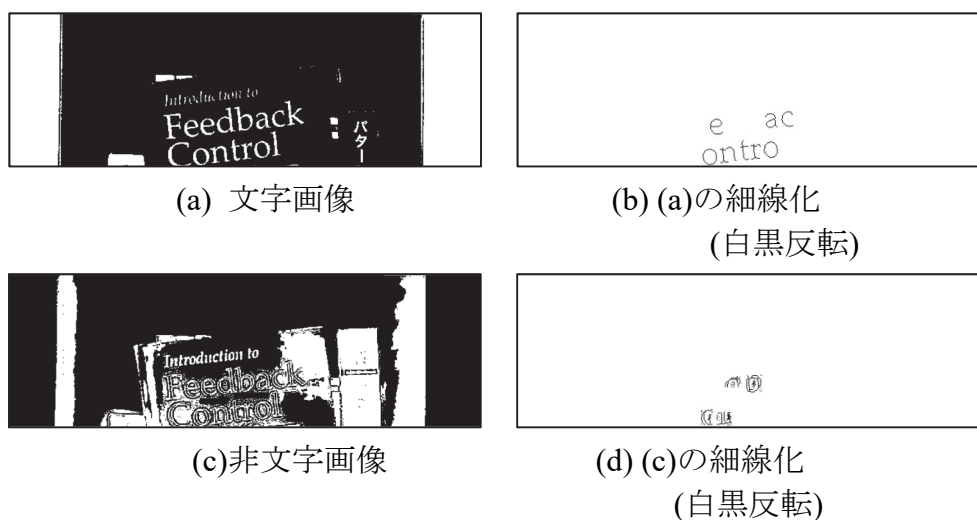 Introduction to
Feedback
Control
パター
e ac
ontro
(a) 文字画像
(b) (a)の細線化
(白黒反転)
Introduction to
Feedback
Control
(c)非文字画像
(d) (c)の細線化
(白黒反転)